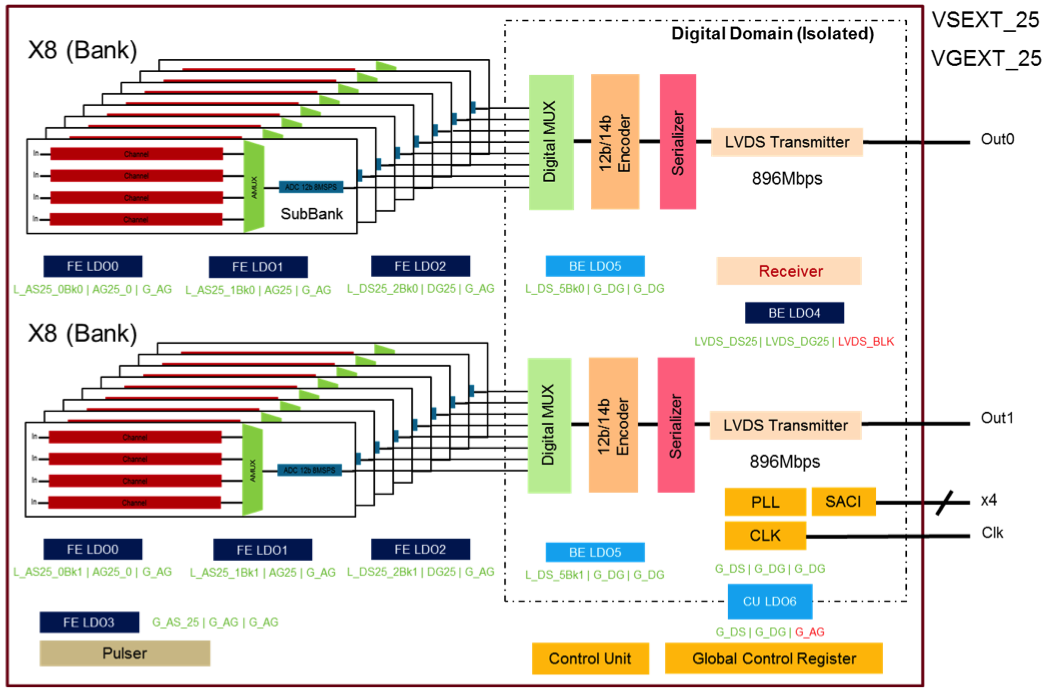 VSEXT_25
VGEXT_25
Digital Domain (Isolated)
X8 (Bank)
In
Channel
In
Channel
In
Channel
In
Channel
AMUX
ADC 12b 8MSPS
SubBank
Digital MUX
12b/14b
Encoder
Serializer
LVDS Transmitter
896Mbps
Out0
FE LDO0
L_AS25_0Bk0 | AG25_0 | G_AG
FE LDO1
L_AS25_1Bk0 | AG25 | G_AG
FE LDO2
L_DS25_2Bk0 | DG25 | G_AG
BE LDO5
L_DS_5Bk0 | G_DG | G_DG
Receiver
BE LDO4
LVDS_DS25 | LVDS_DG25 | LVDS_BLK
X8 (Bank)
In
Channel
In
Channel
In
Channel
In
Channel
AMUX
ADC 12b 8MSPS
Digital MUX
12b/14b
Encoder
Serializer
LVDS Transmitter
896Mbps
Out1
PLL
SACI
x4
CLK
Clk
G_DS | G_DG | G_DG
FE LDO0
L_AS25_0Bk1 | AG25_0 | G_AG
FE LDO1
L_AS25_1Bk1 | AG25 | G_AG
FE LDO2
L_DS25_2Bk1 | DG25 | G_AG
BE LDO5
L_DS_5Bk1 | G_DG | G_DG
CU LDO6
G_DS | G_DG | G_AG
FE LDO3
G_AS_25 | G_AG | G_AG
Pulser
Control Unit
Global Control Register